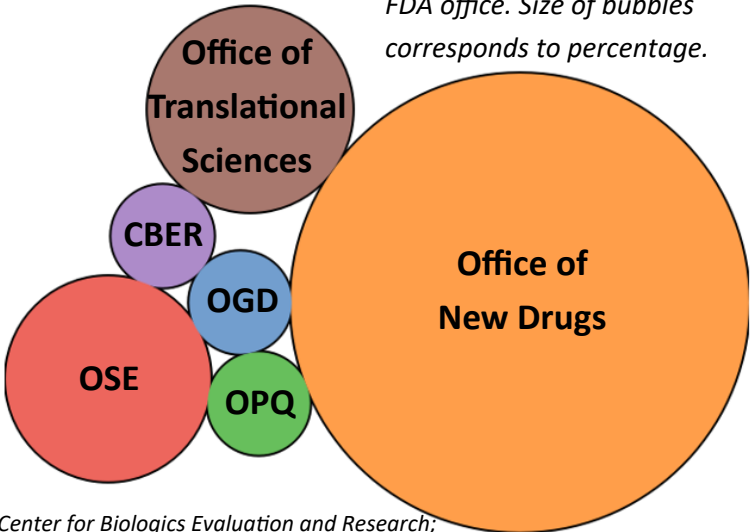 FDA office. Size of bubbles
corresponds to percentage.
Office of
Translational
Sciences
CBER
OGD
OSE
OPQ
Office of
New Drugs
Center for Biologics Evaluation and Research;